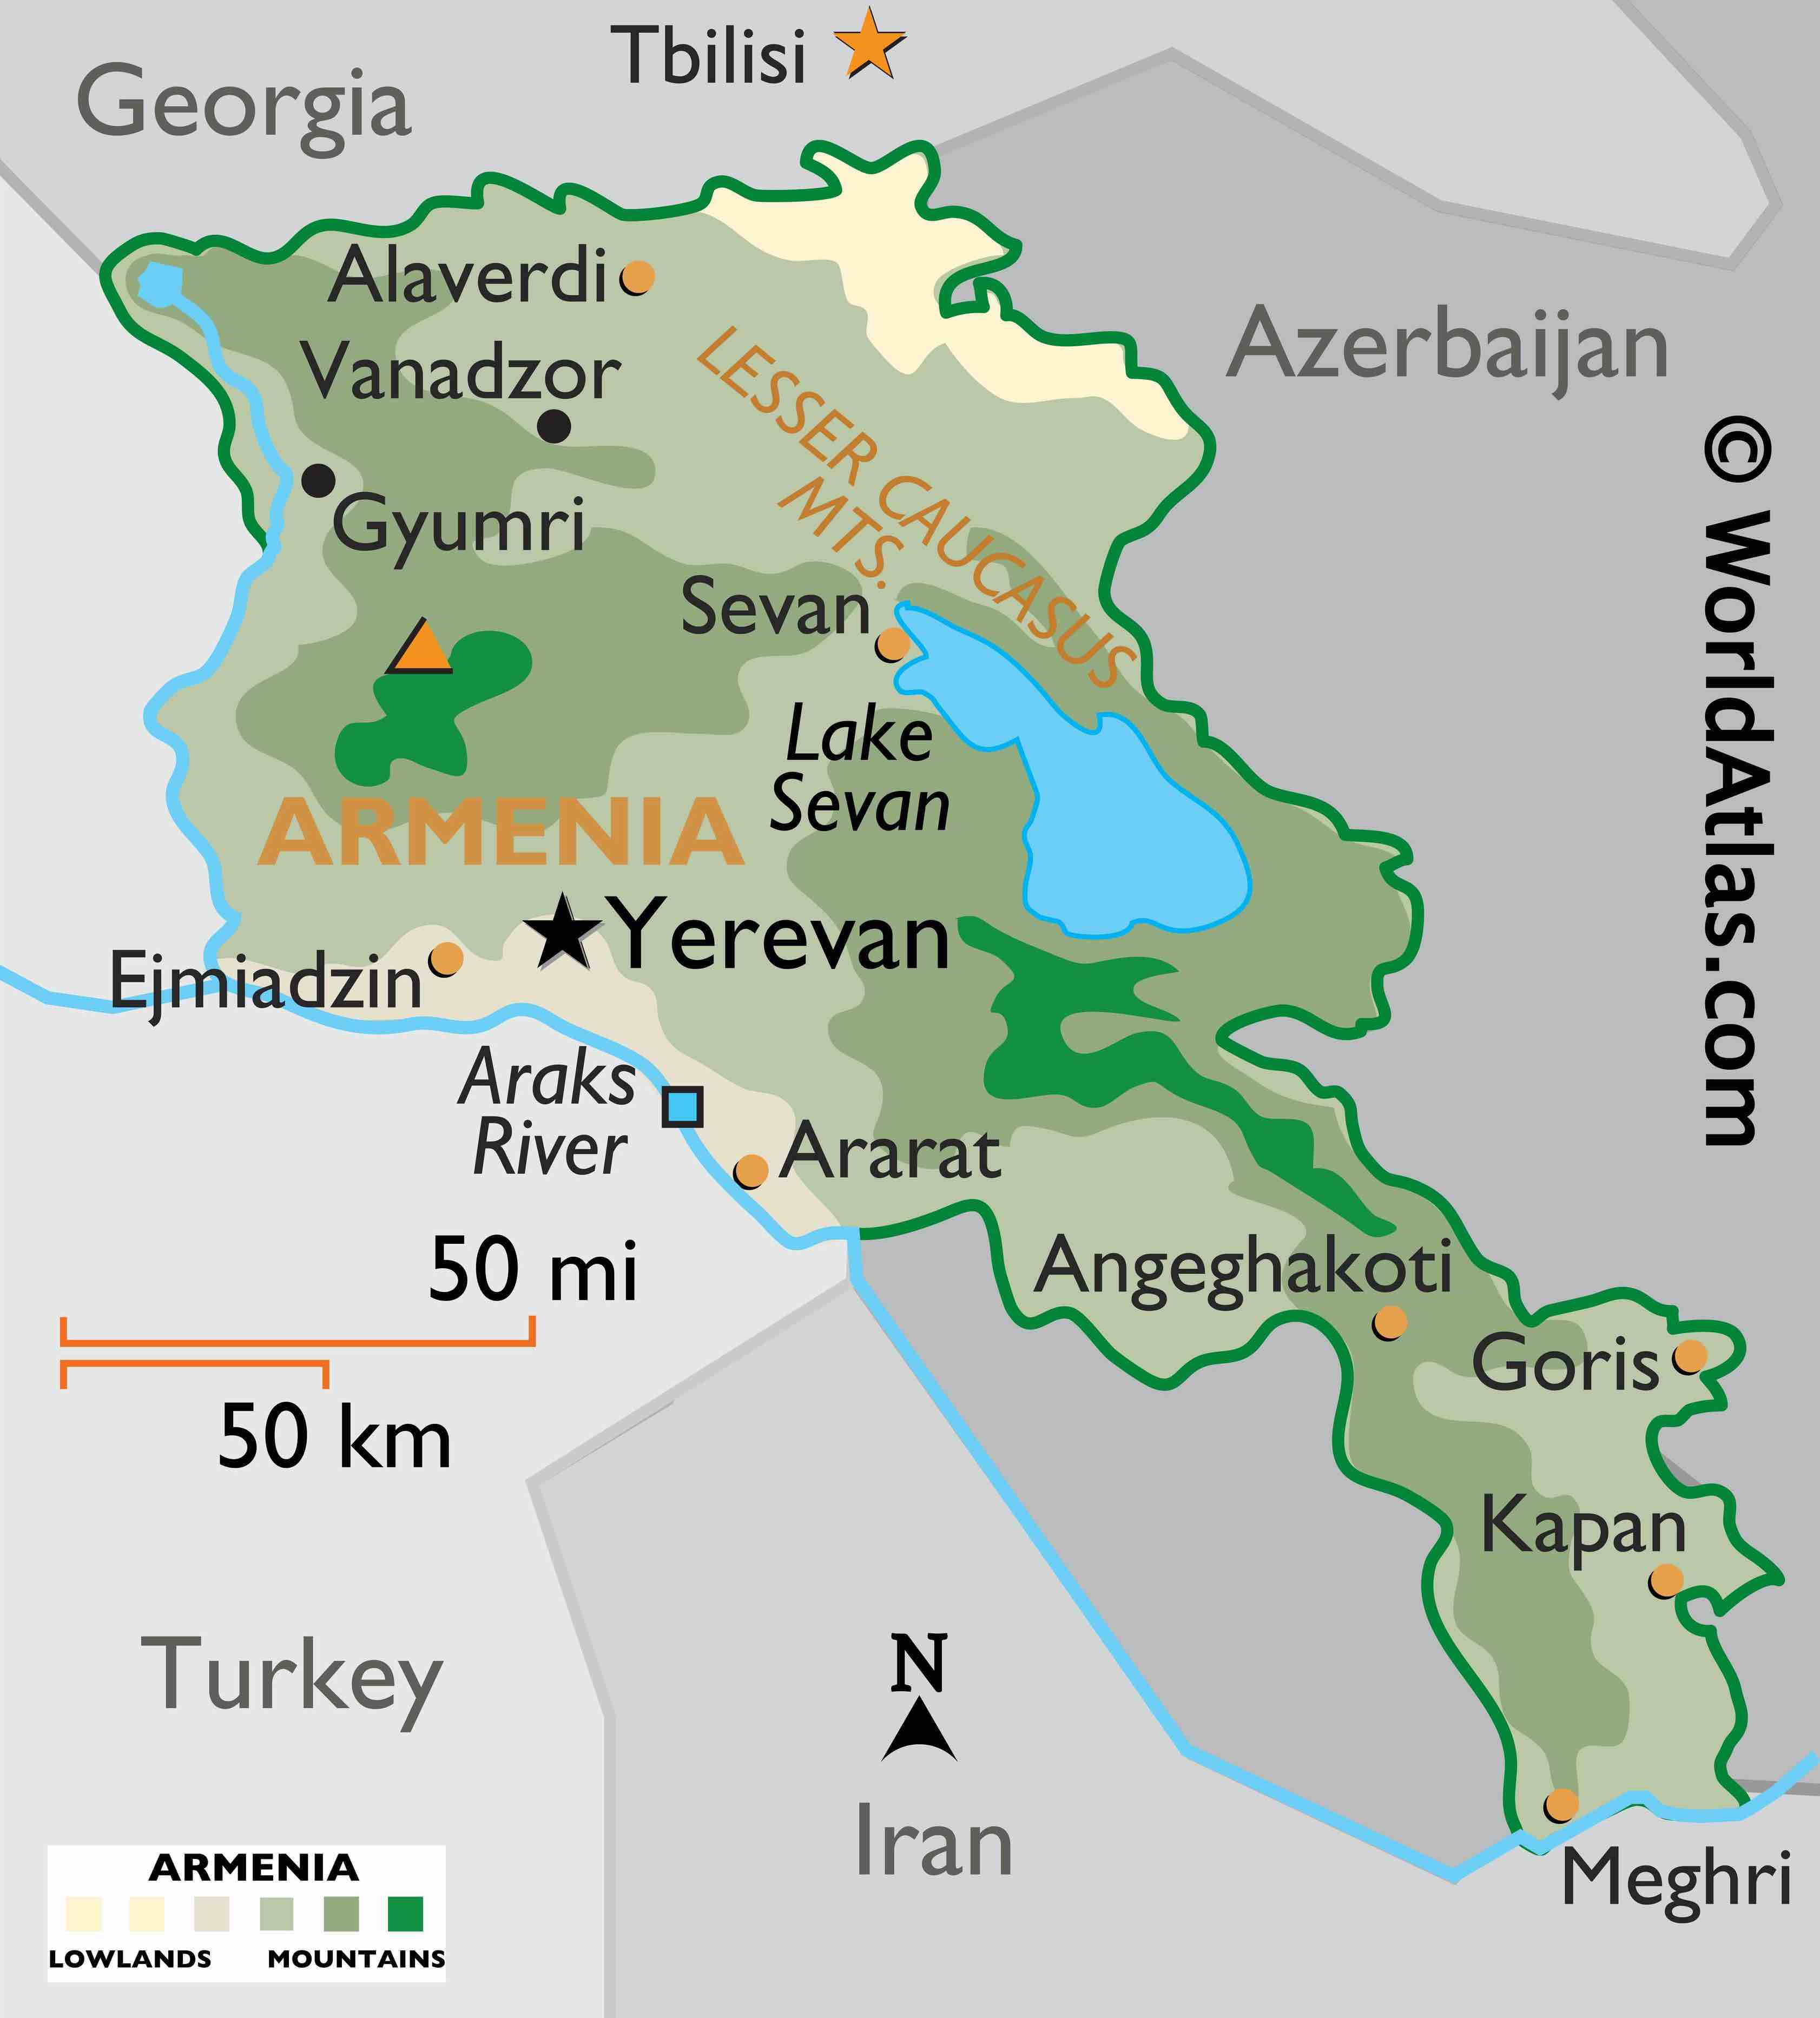 Tbilisi
Georgia
Alaverdi
Azerbaijan
Vanadzor
LESSER CAUCASUS
MTS.
© WorldAtlas.com
Gyumri
Sevan
Lake
Sevan
ARMENIA
Yerevan
Ejmiadzin
Araks
River
Ararat
50 mi
Angeghakoti
Goris
50 km
Kapan
N
Turkey
Iran
Meghri
ARMENIA
LOWLANDS MOUNTAINS